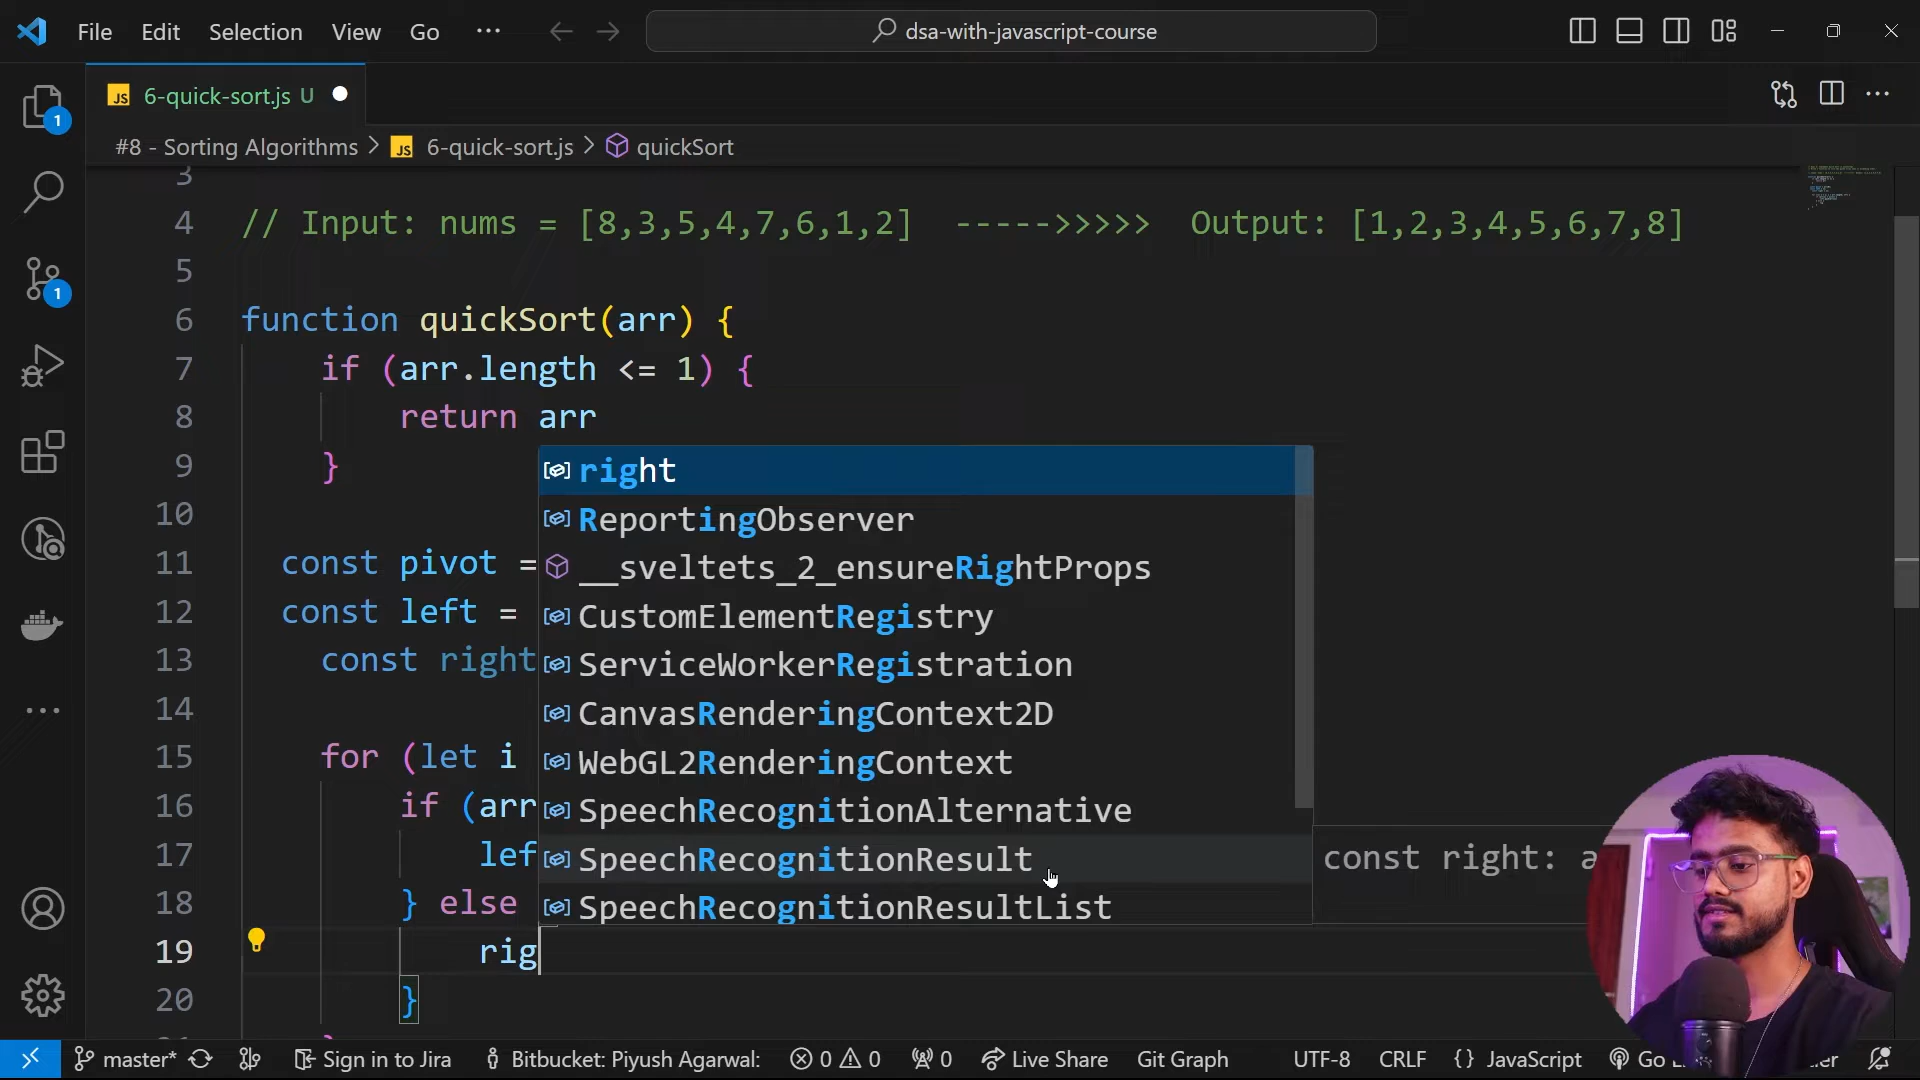 File Edit Selection View Go ... dsa-with-javascript-course
JS 6-quick-sort.js U
#8 - Sorting Algorithms > JS 6-quick-sort.js > quickSort
3
4 // Input: nums = [8,3,5,4,7,6,1,2] ----->>>>> Output: [1,2,3,4,5,6,7,8]
5
6 function quickSort(arr) {
7 if (arr.length <= 1) {
8 return arr
9 }
right
10
ReportingObserver
11 const pivot =
__sveltets_2_ensureRightProps
12 const left =
CustomElementRegistry
13 const right
ServiceWorkerRegistration
14
CanvasRenderingContext2D
15 for (let i
WebGL2RenderingContext
16 if (arr
SpeechRecognitionAlternative
17 lef
SpeechRecognitionResult
const right: a
18 } else
SpeechRecognitionResultList
19 rig
20 }
1
1
master* Sign in to Jira Bitbucket: Piyush Agarwal: 0 0 0 Live Share Git Graph UTF-8 CRLF {} JavaScript Go